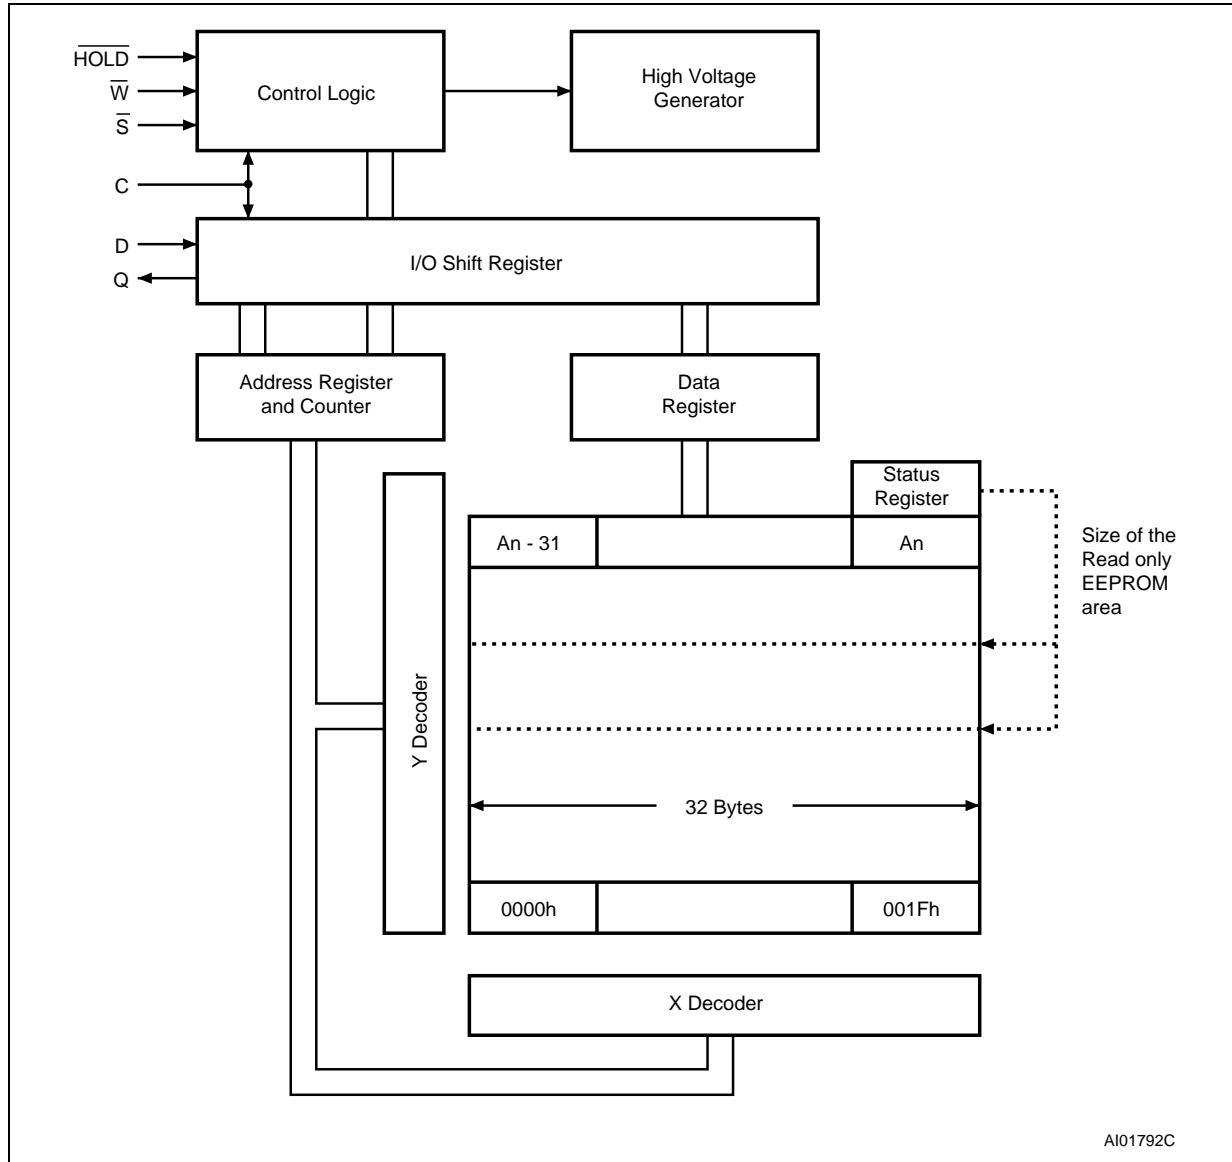 H̅O̅L̅D̅
W̅
S̅
C
D
Q
Control Logic
High Voltage
Generator
I/O Shift Register
Address Register
and Counter
Data
Register
Status
Register
An - 31
An
Size of the
Read only
EEPROM
area
Y Decoder
32 Bytes
0000h
001Fh
X Decoder
AI01792C